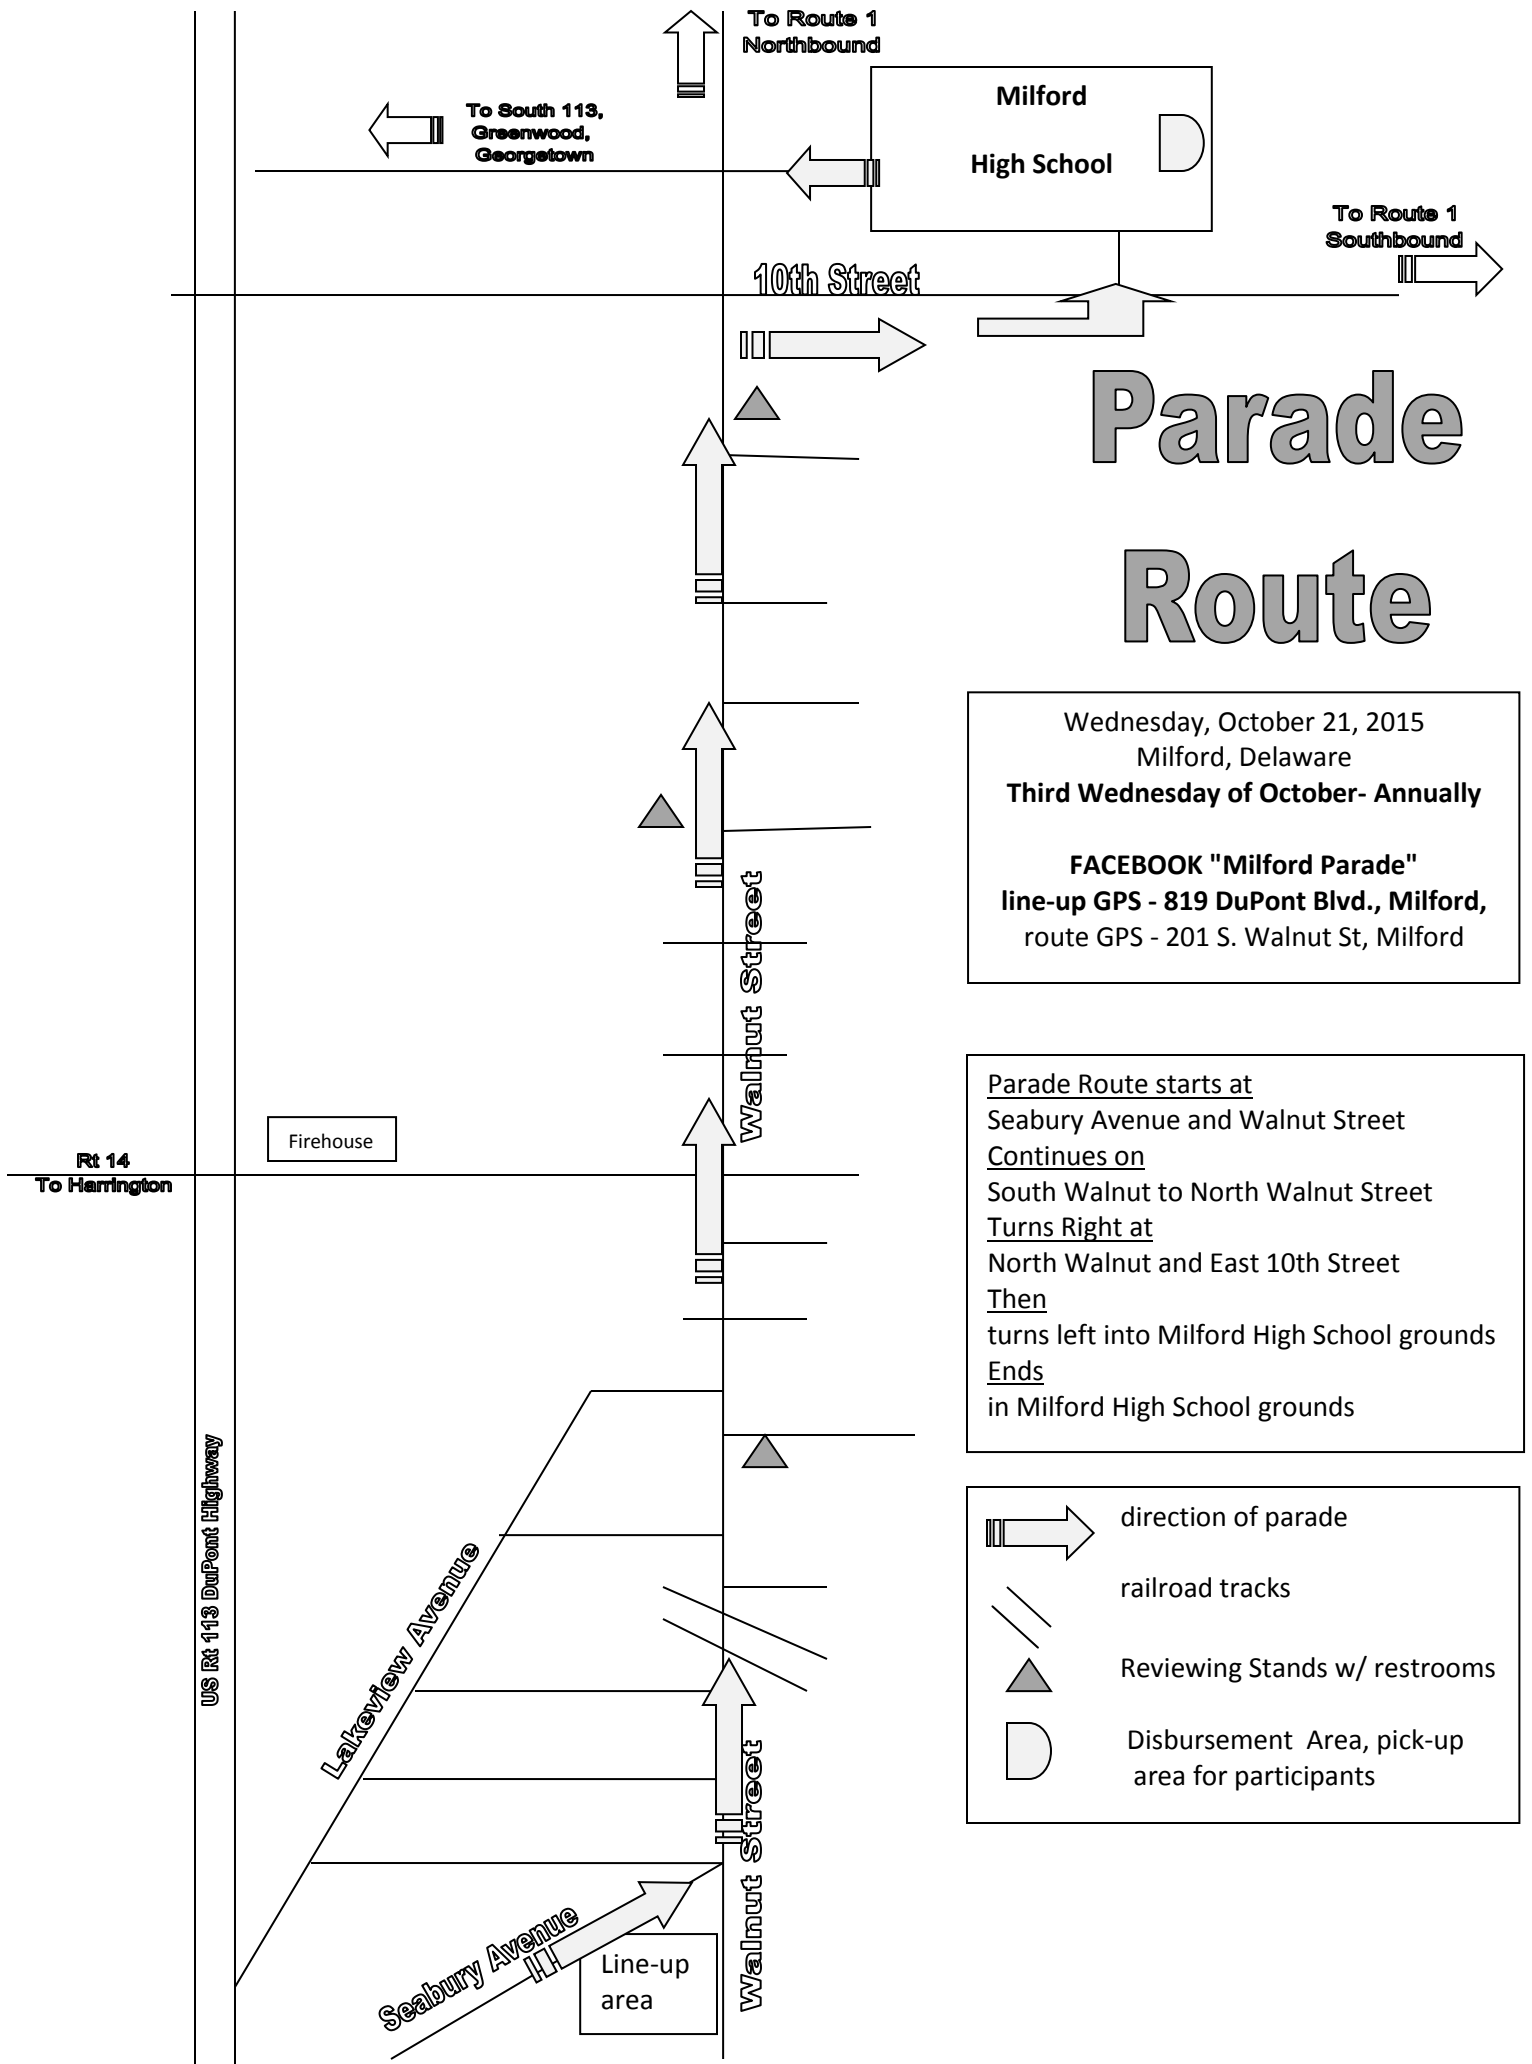 To Route 1
Northbound
To South 113,
Greenwood,
Georgetown
Milford
High School
To Route 1
Southbound
10th Street
Parade
Route
Wednesday, October 21, 2015
Milford, Delaware
Third Wednesday of October- Annually
FACEBOOK "Milford Parade"
line-up GPS - 819 DuPont Blvd., Milford,
route GPS - 201 S. Walnut St, Milford
Walnut Street
Firehouse
Rt 14
To Harrington
Parade Route starts at
Seabury Avenue and Walnut Street
Continues on
South Walnut to North Walnut Street
Turns Right at
North Walnut and East 10th Street
Then
turns left into Milford High School grounds
Ends
in Milford High School grounds
US Rt 113 DuPont Highway
Lakeview Avenue
direction of parade
railroad tracks
Reviewing Stands w/ restrooms
Disbursement Area, pick-up
area for participants
Walnut Street
Seabury Avenue
Line-up
area